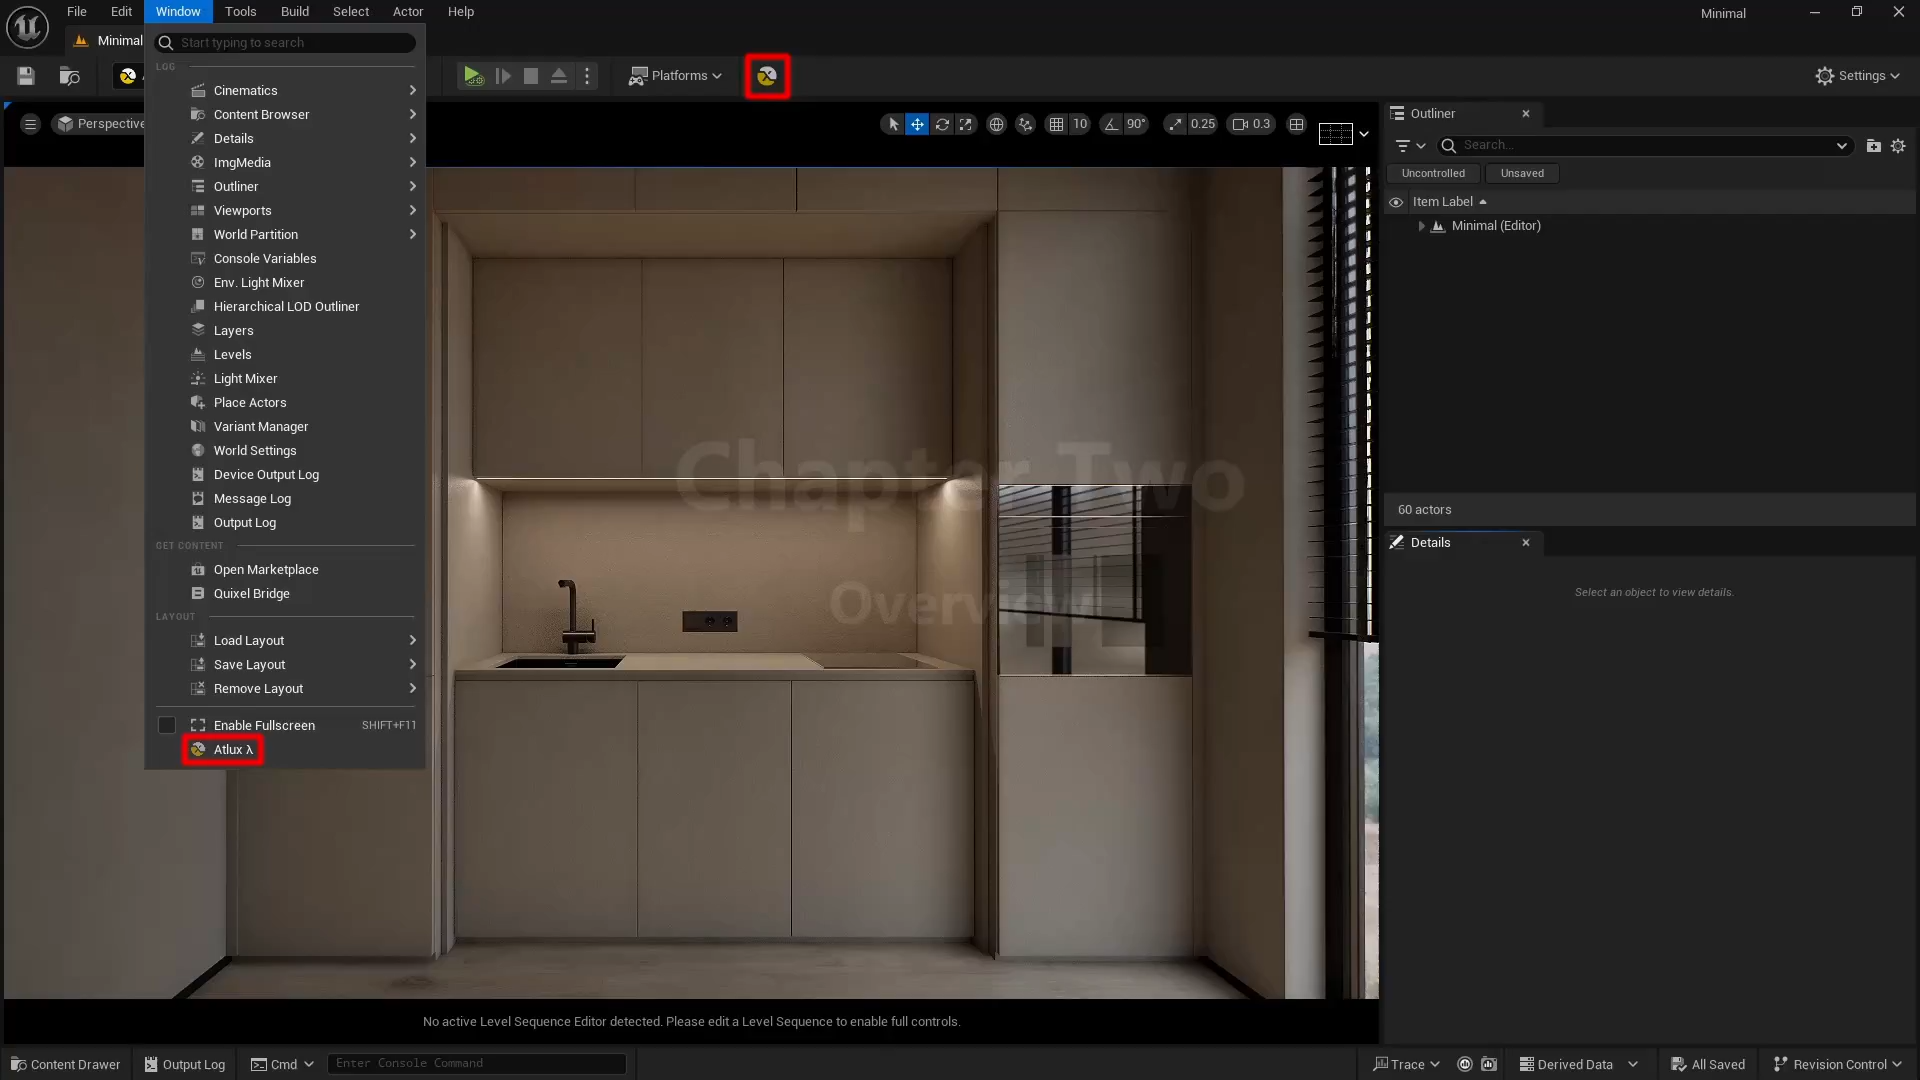 File Edit Window Tools Build Select Actor Help
Minimal
Minimal
Start typing to search
Platforms
Settings
LOG
Cinematics
Content Browser
Details
ImgMedia
Outliner
Viewports
World Partition
Console Variables
Env. Light Mixer
Hierarchical LOD Outliner
Layers
Levels
Light Mixer
Place Actors
Variant Manager
World Settings
Device Output Log
Message Log
Output Log
GET CONTENT
Open Marketplace
Quixel Bridge
LAYOUT
Load Layout
Save Layout
Remove Layout
Enable Fullscreen SHIFT+F11
Atlux λ
Perspective
10 90° 0.25 0.3
Chapter Two
Overview
No active Level Sequence Editor detected. Please edit a Level Sequence to enable full controls.
Outliner
Search...
Uncontrolled Unsaved
Item Label
Minimal (Editor)
60 actors
Details
Select an object to view details.
Content Drawer Output Log Cmd Enter Console Command Trace Derived Data All Saved Revision Control